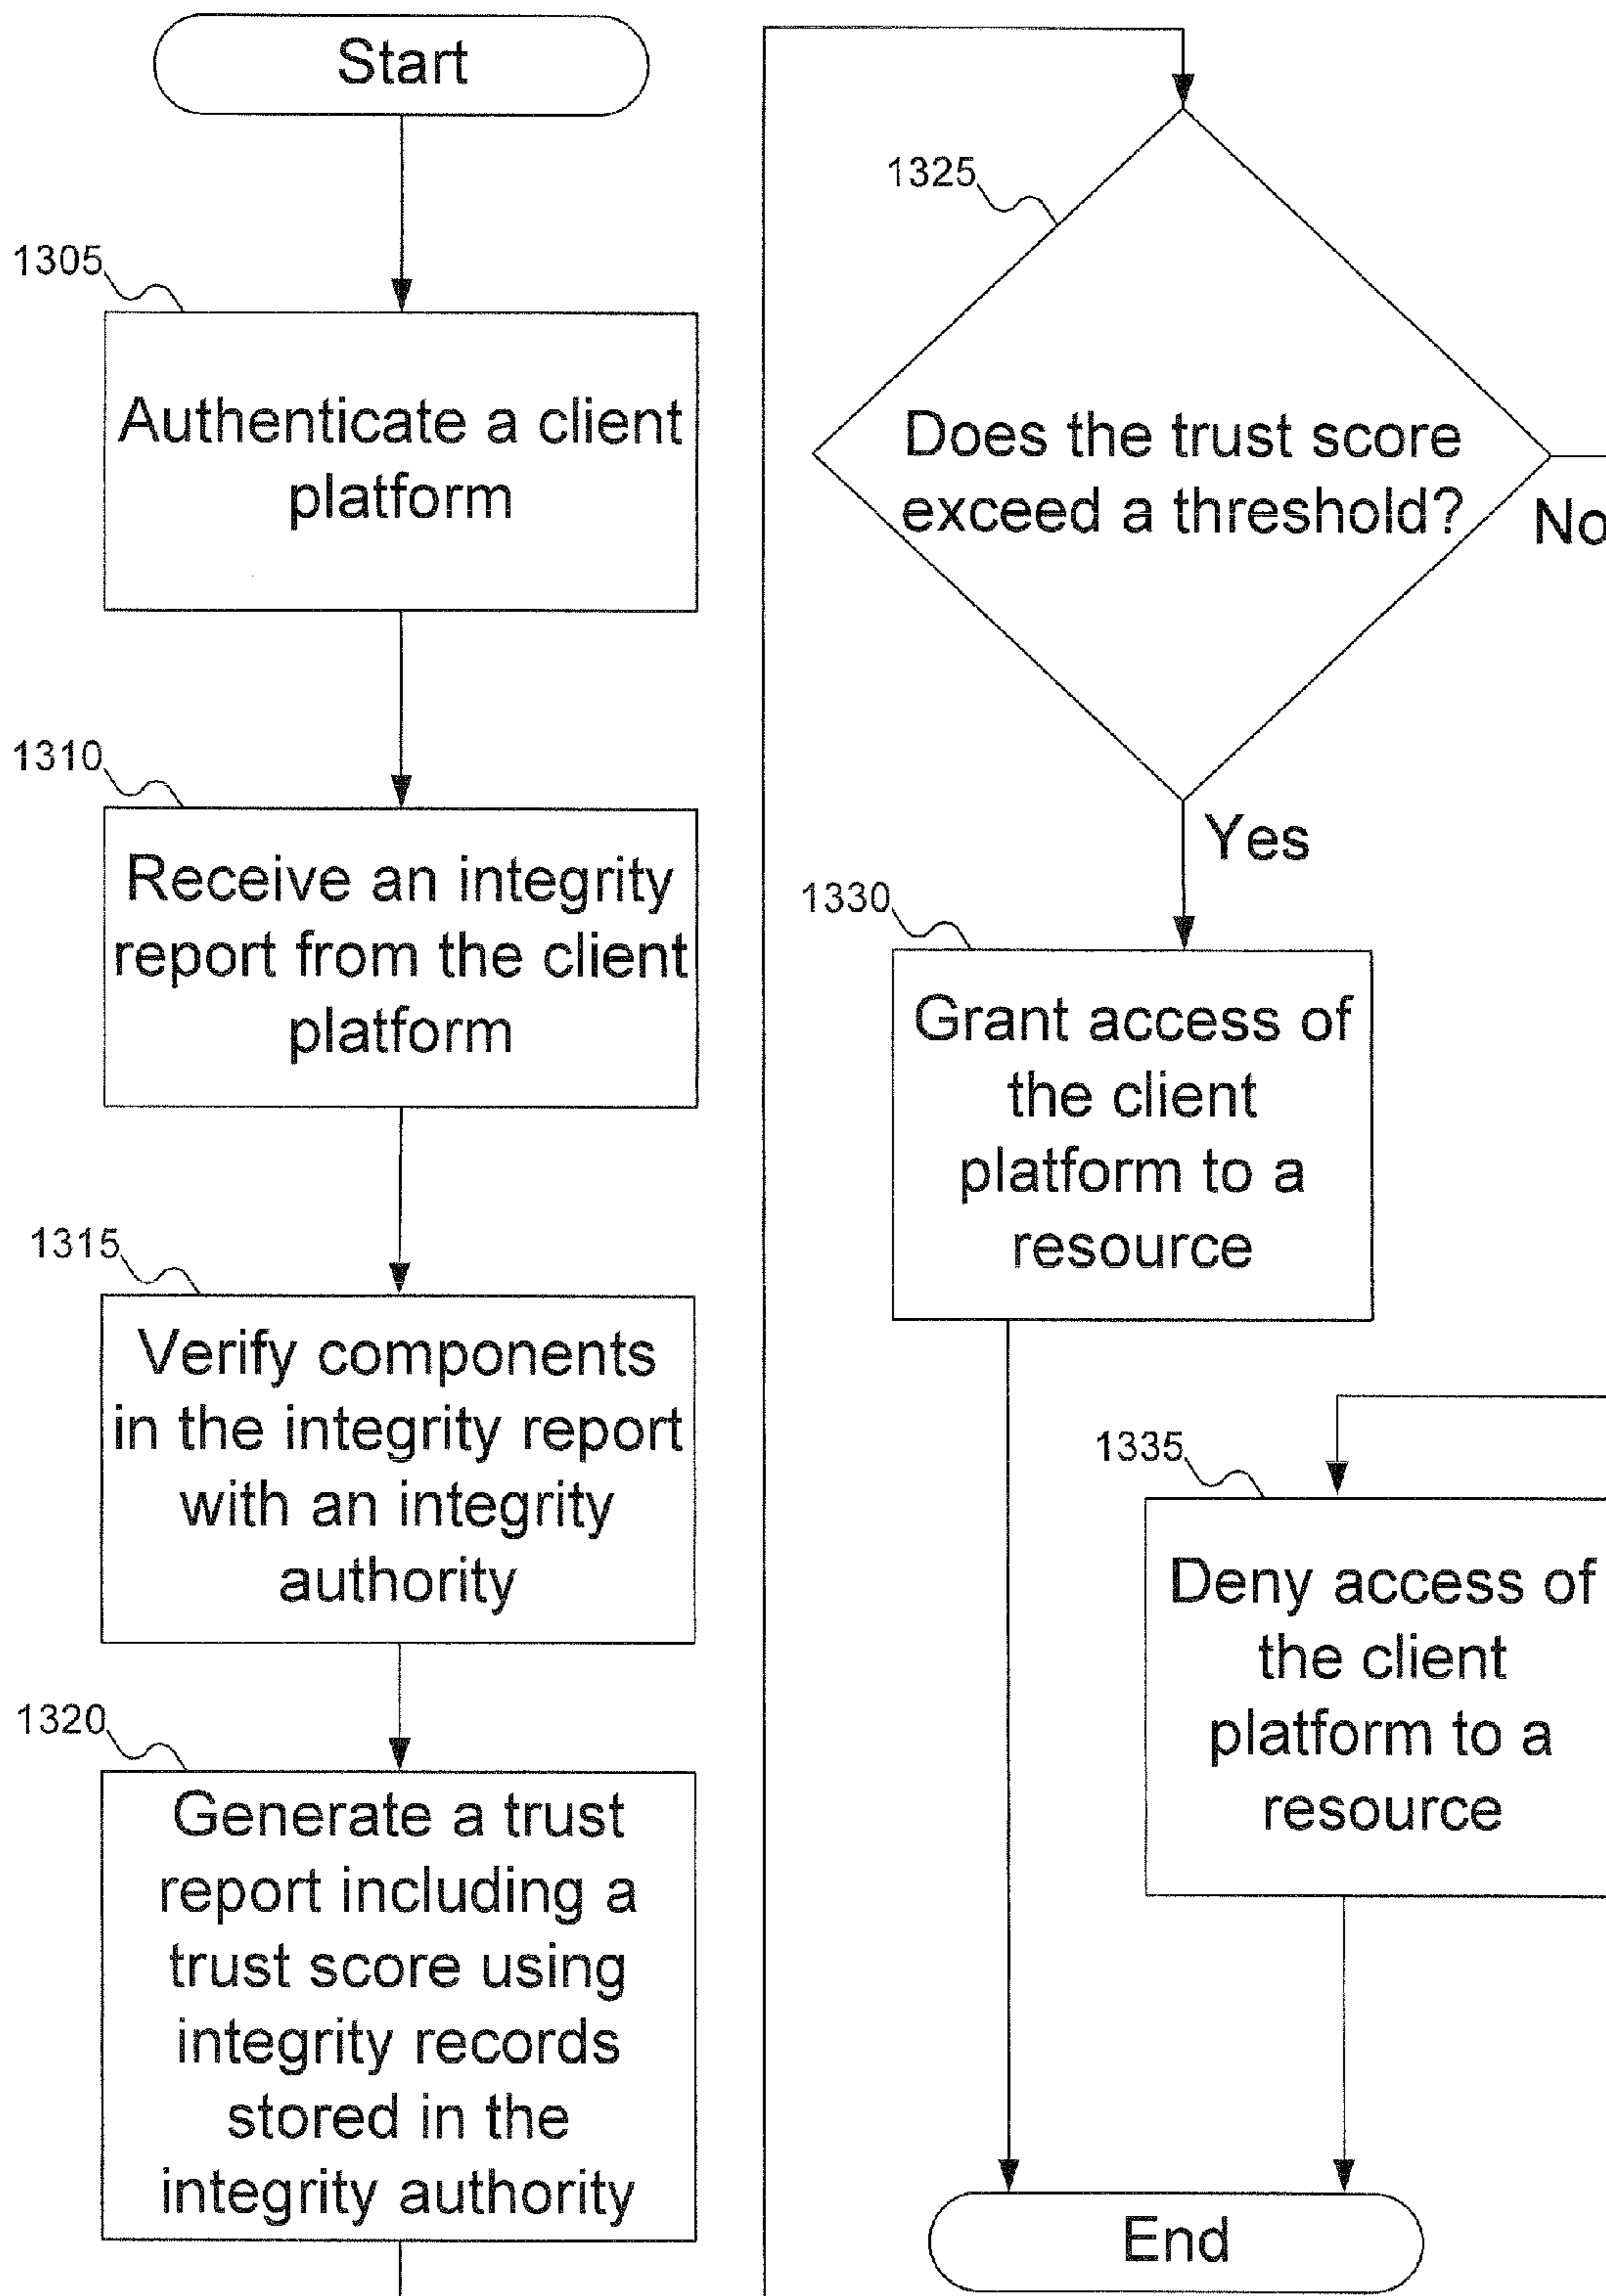 Start
1305
Authenticate a client
platform
1310
Receive an integrity
report from the client
platform
1315
Verify components
in the integrity report
with an integrity
authority
1320
Generate a trust
report including a
trust score using
integrity records
stored in the
integrity authority
1325
Does the trust score
exceed a threshold?
No
Yes
1330
Grant access of
the client
platform to a
resource
1335
Deny access of
the client
platform to a
resource
End